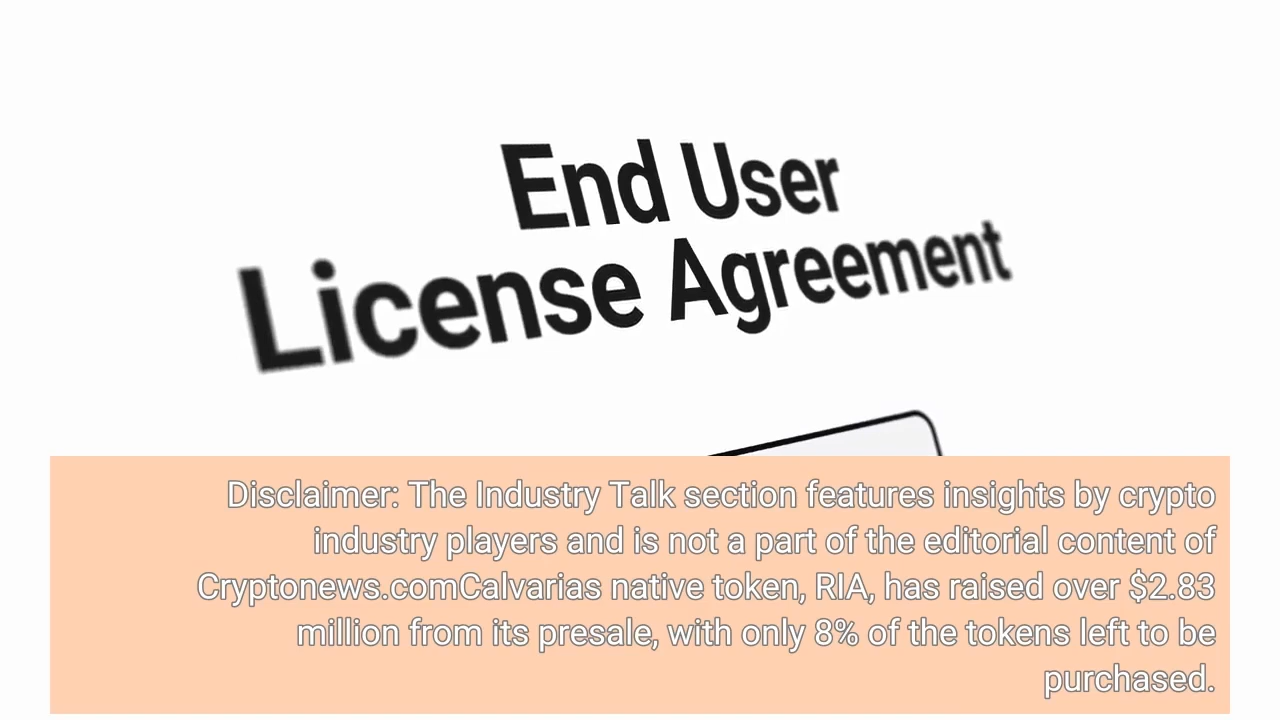 End User
License Agreement
Disclaimer: The Industry Talk section features insights by crypto
industry players and is not a part of the editorial content of
Cryptonews.comCalvarias native token, RIA, has raised over $2.83
million from its presale, with only 8% of the tokens left to be
purchased.